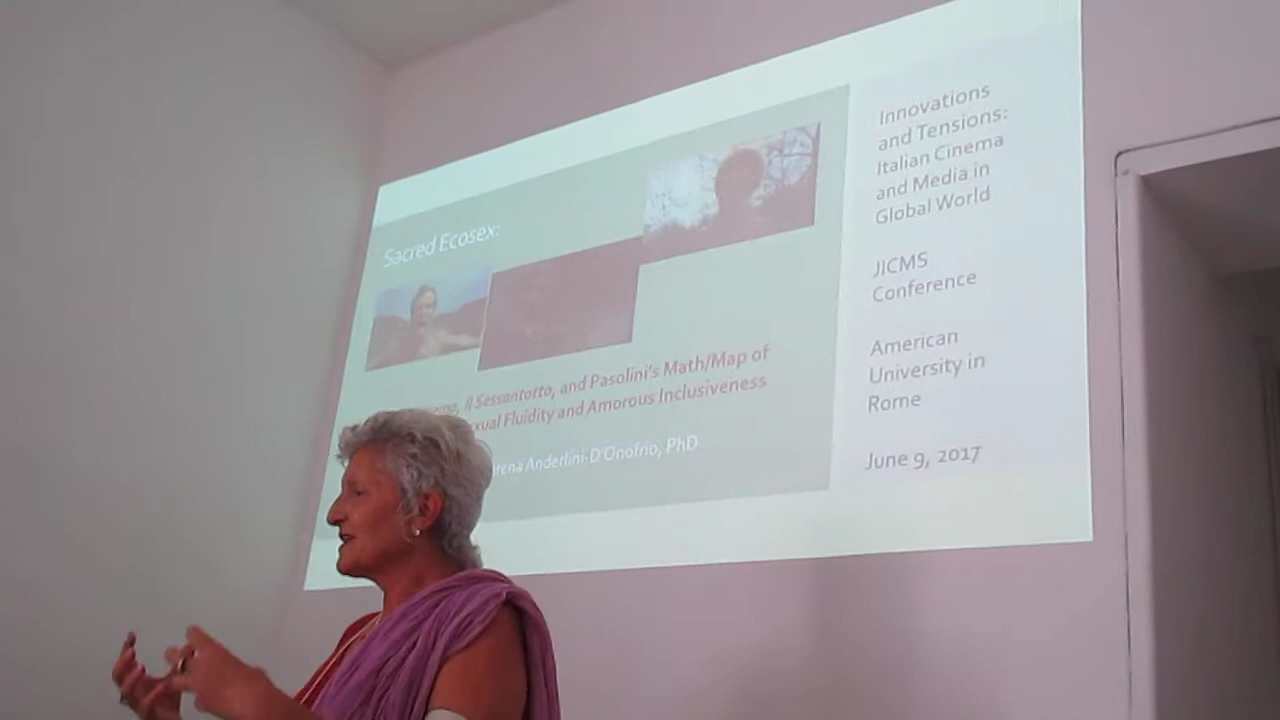 Sacred Ecosex:
Il Sessantotto, and Pasolini's Math/Map of
Fluidity and Amorous Inclusiveness
Anderlini-D'Onofrio, PhD
Innovations
and Tensions:
Italian Cinema
and Media in
Global World
JICMS
Conference
American
University in
Rome
June 9, 2017